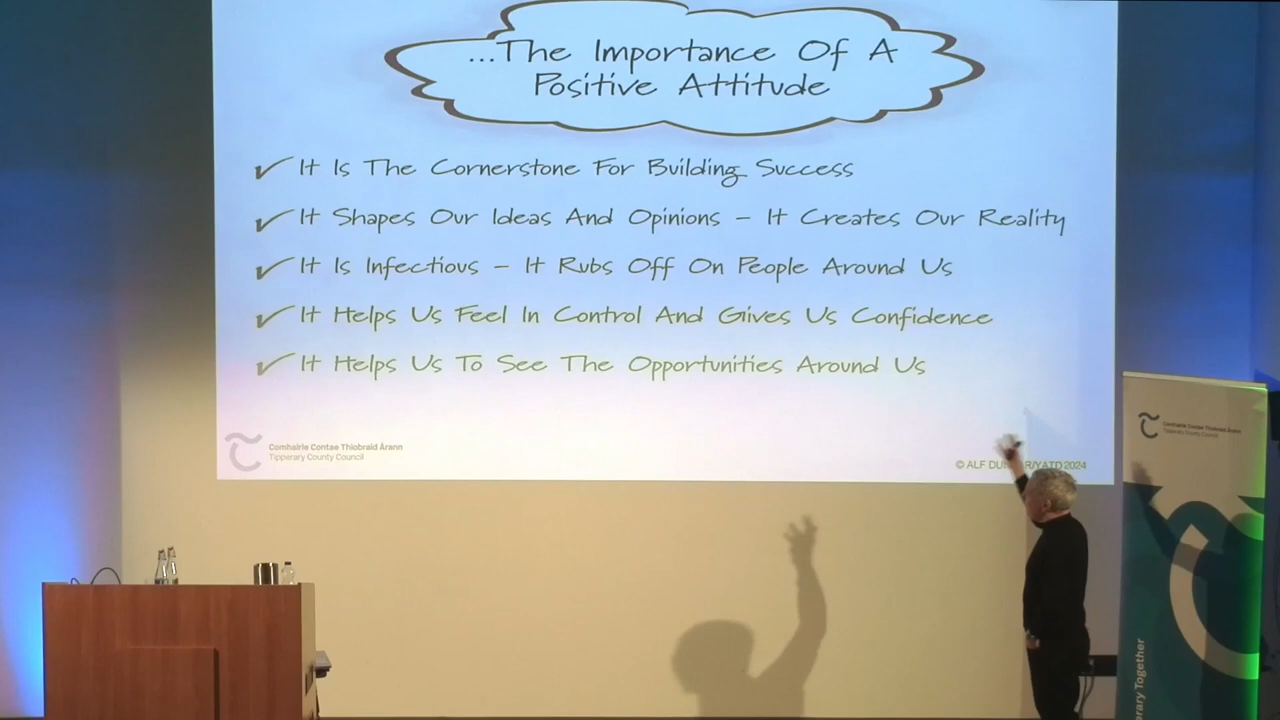 ...The Importance Of A
Positive Attitude
✓ It Is The Cornerstone For Building Success
✓ It Shapes Our Ideas And Opinions – It Creates Our Reality
✓ It Is Infectious – It Rubs Off On People Around Us
✓ It Helps Us Feel In Control And Gives Us Confidence
✓ It Helps Us To See The Opportunities Around Us
Comhairle Contae Thiobraid Árann
Tipperary County Council
© ALF /YATD 2024
Comhairle Contae Thiobraid Árann
Tipperary County Council
Together